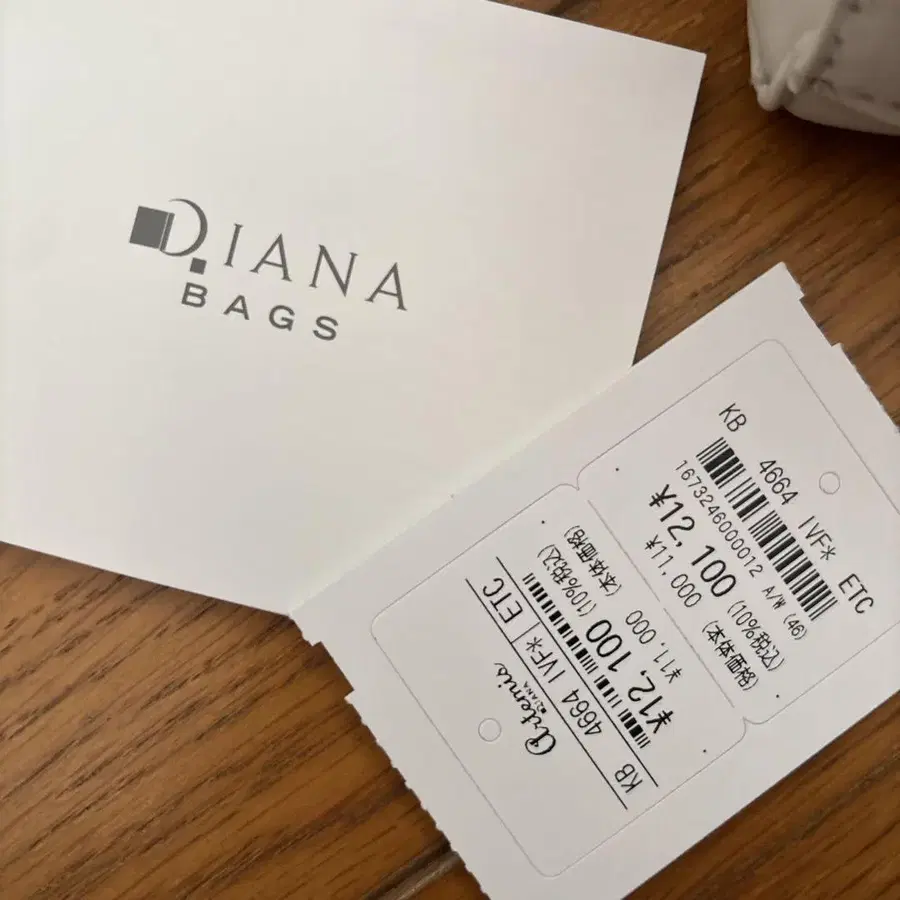 DIANA
BAGS
KB 4664 IVF* ETC
1673246000012 A/W (46)
¥12,100 (10%税込)
¥11,000 (本体価格)
artemis
DIANA
KB 4664 IVF* ETC
¥12,100 (10%税込)
¥11,000 (本体価格)